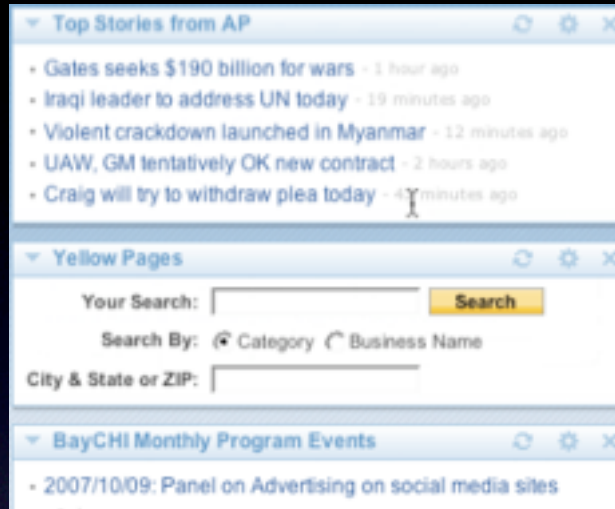 Top Stories from AP
Gates seeks $190 billion for wars - 1 hour ago
Iraqi leader to address UN today - 19 minutes ago
Violent crackdown launched in Myanmar - 12 minutes ago
UAW, GM tentatively OK new contract - 2 hours ago
Craig will try to withdraw plea today - minutes ago
Yellow Pages
Your Search: Search
Search By: Category Business Name
City & State or ZIP:
BayCHI Monthly Program Events
2007/10/09: Panel on Advertising on social media sites